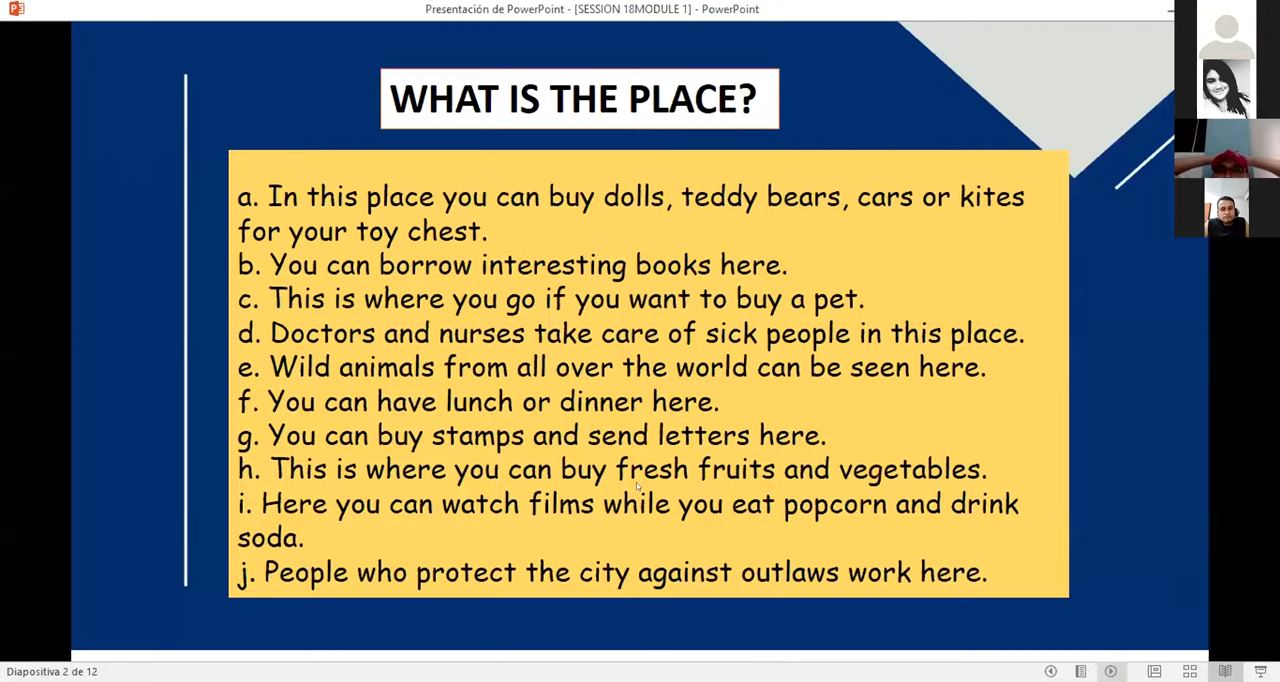 Presentación de PowerPoint - [SESSION 18MODULE 1] - PowerPoint
WHAT IS THE PLACE?
a. In this place you can buy dolls, teddy bears, cars or kites
for your toy chest.
b. You can borrow interesting books here.
c. This is where you go if you want to buy a pet.
d. Doctors and nurses take care of sick people in this place.
e. Wild animals from all over the world can be seen here.
f. You can have lunch or dinner here.
g. You can buy stamps and send letters here.
h. This is where you can buy fresh fruits and vegetables.
i. Here you can watch films while you eat popcorn and drink
soda.
j. People who protect the city against outlaws work here.
Diapositiva 2 de 12